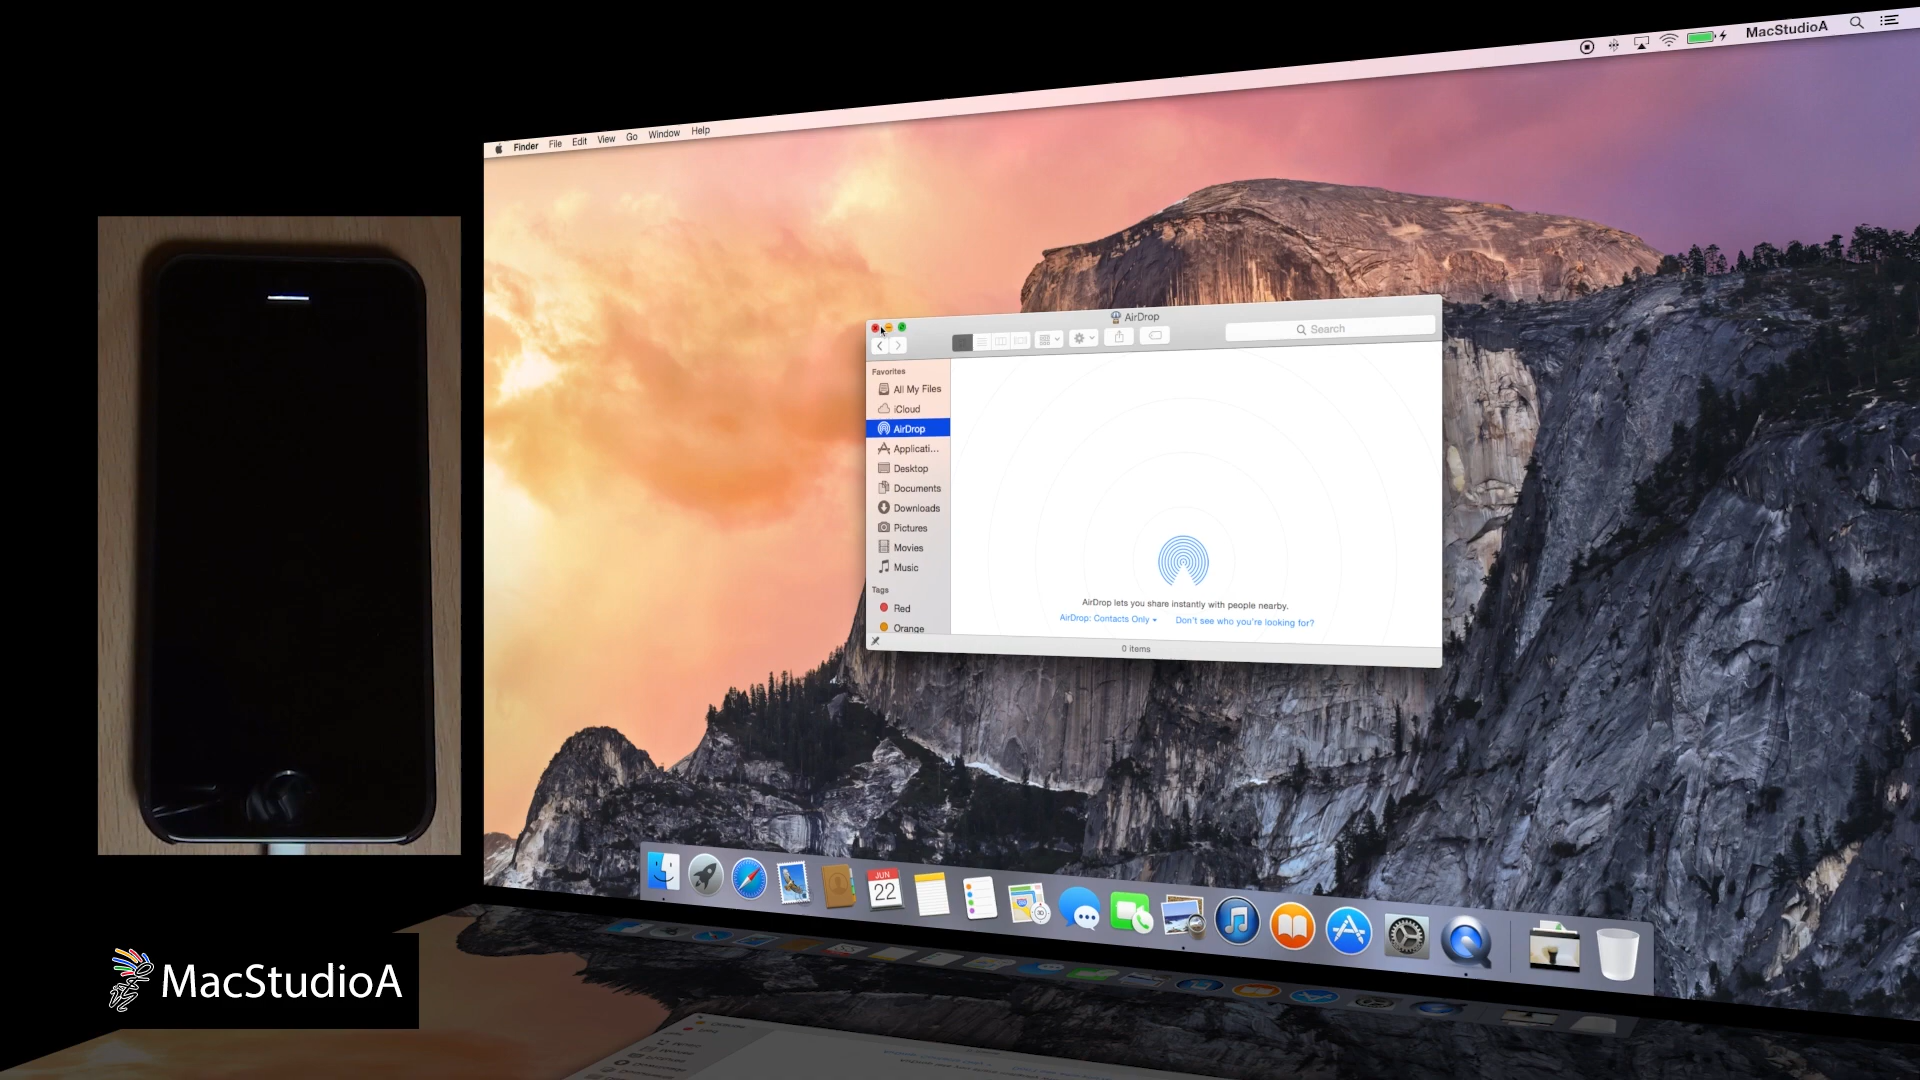 MacStudioA
Finder File Edit View Go Window Help
AirDrop
Search
Favorites
All My Files
iCloud
AirDrop
Applicati...
Desktop
Documents
Downloads
Pictures
Movies
Music
Tags
Red
Orange
AirDrop lets you share instantly with people nearby.
AirDrop: Contacts Only
Don't see who you're looking for?
0 items
JUN
22
MacStudioA